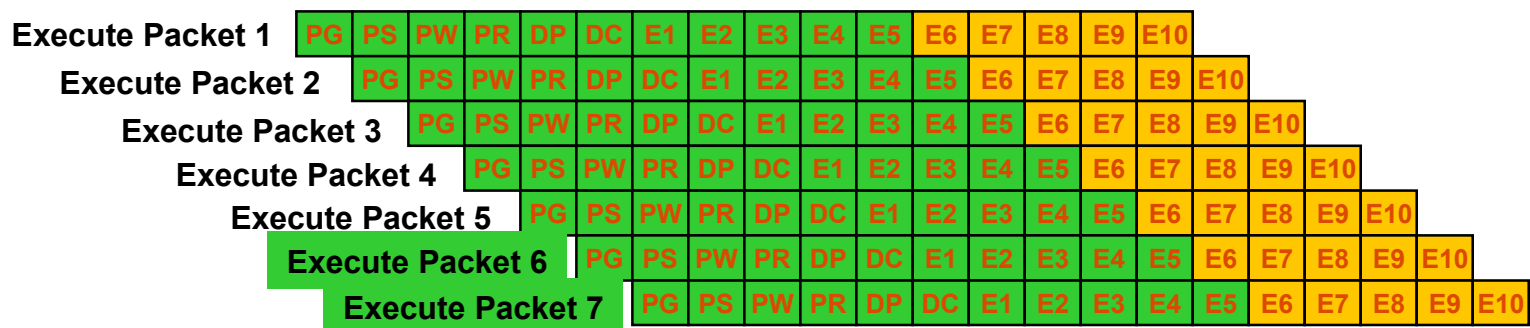 Execute Packet 1 PG PS PW PR DP DC E1 E2 E3 E4 E5 E6 E7 E8 E9 E10
Execute Packet 2 PG PS PW PR DP DC E1 E2 E3 E4 E5 E6 E7 E8 E9 E10
Execute Packet 3 PG PS PW PR DP DC E1 E2 E3 E4 E5 E6 E7 E8 E9 E10
Execute Packet 4 PG PS PW PR DP DC E1 E2 E3 E4 E5 E6 E7 E8 E9 E10
Execute Packet 5 PG PS PW PR DP DC E1 E2 E3 E4 E5 E6 E7 E8 E9 E10
Execute Packet 6 PG PS PW PR DP DC E1 E2 E3 E4 E5 E6 E7 E8 E9 E10
Execute Packet 7 PG PS PW PR DP DC E1 E2 E3 E4 E5 E6 E7 E8 E9 E10